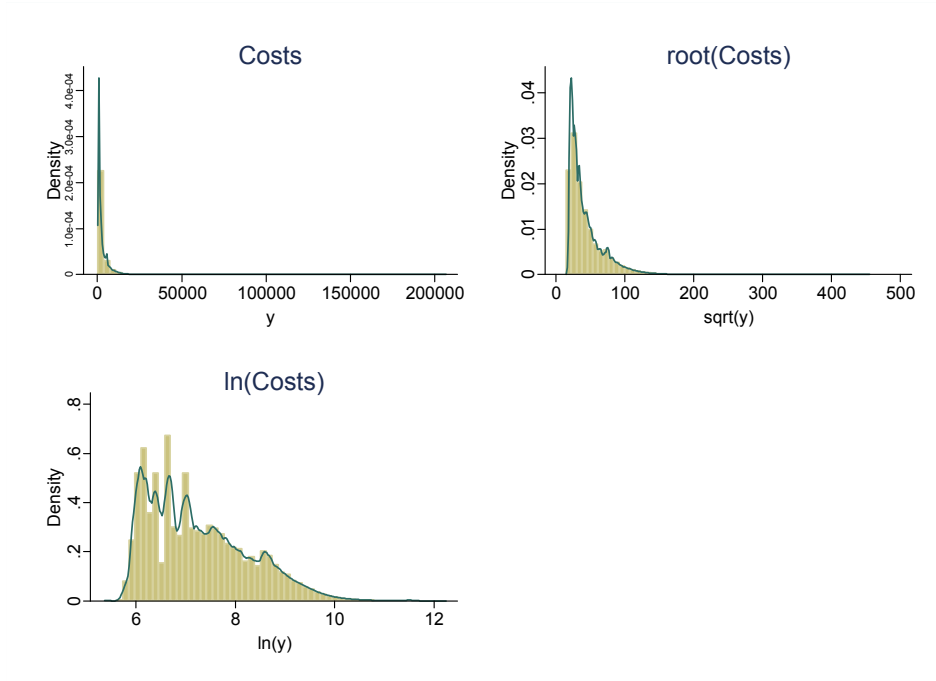 Costs
Density
4.0e-04
3.0e-04
2.0e-04
1.0e-04
0
0 50000 100000 150000 200000
y
root(Costs)
Density
.04
.03
.02
.01
0
0 100 200 300 400 500
sqrt(y)
ln(Costs)
Density
.8
.6
.4
.2
0
6 8 10 12
ln(y)